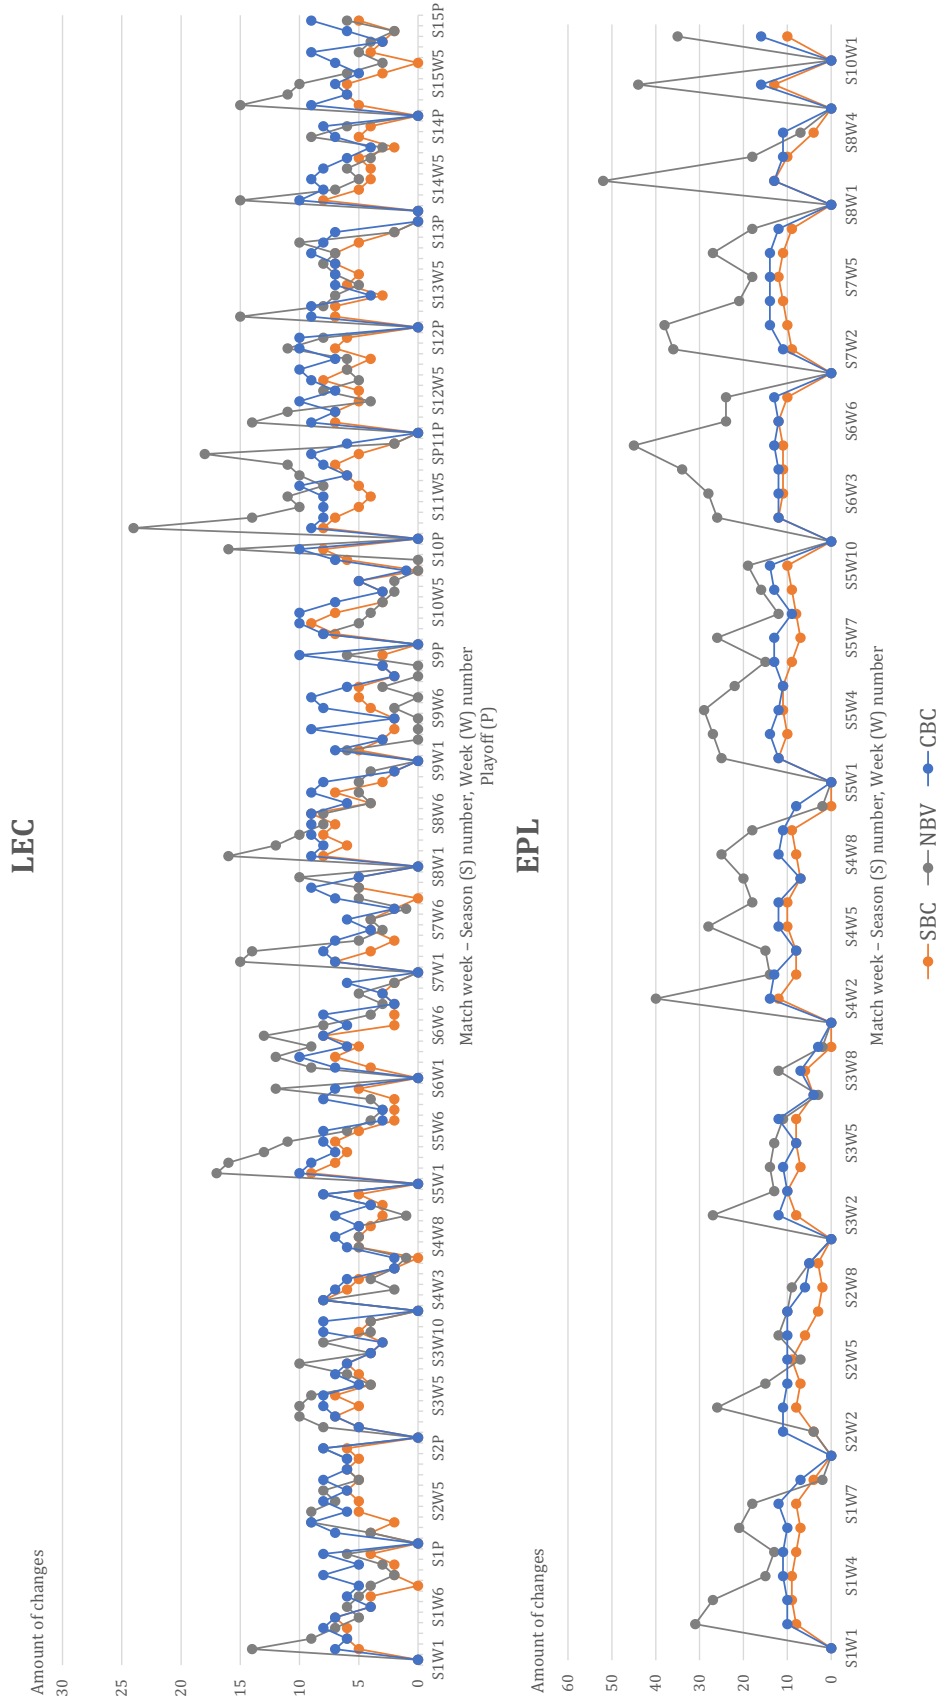 LEC
Amount of changes
30
25
20
15
10
5
0
S1W1 S1W6 S1P S2W5 S2P S3W5 S3W10 S4W3 S4W8 S5W1 S5W6 S6W1 S6W6 S7W1 S7W6 S8W1 S8W6 S9W1 S9W6 S9P S10W5 S10P S11W5 SP11P S12W5 S12P S13W5 S13P S14W5 S14P S15W5 S15P
Match week – Season (S) number, Week (W) number
Playoff (P)
EPL
Amount of changes
60
50
40
30
20
10
0
S1W1 S1W4 S1W7 S2W2 S2W5 S2W8 S3W2 S3W5 S3W8 S4W2 S4W5 S4W8 S5W1 S5W4 S5W7 S5W10 S6W3 S6W6 S7W2 S7W5 S8W1 S8W4 S10W1
Match week – Season (S) number, Week (W) number
SBC NBV CBC